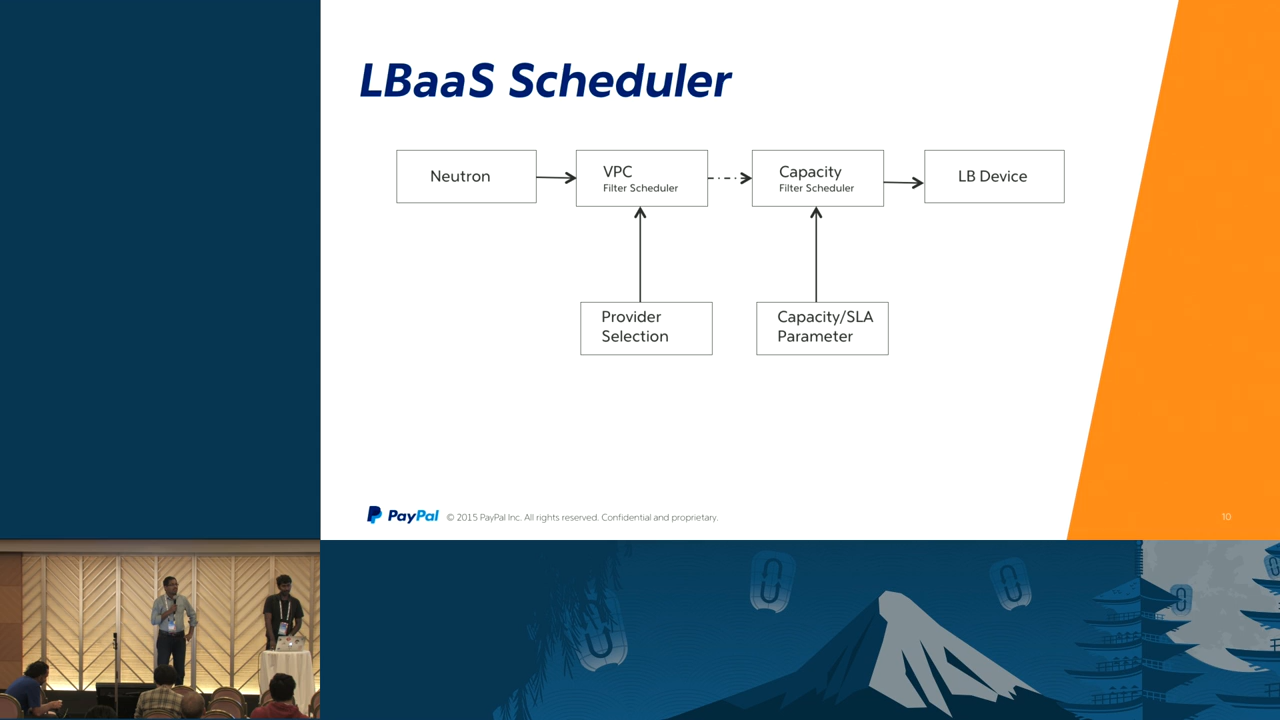 LBaaS Scheduler
Neutron
VPC
Filter Scheduler
Capacity
Filter Scheduler
LB Device
Provider
Selection
Capacity/SLA
Parameter
PayPal © 2015 PayPal Inc. All rights reserved. Confidential and proprietary.
10